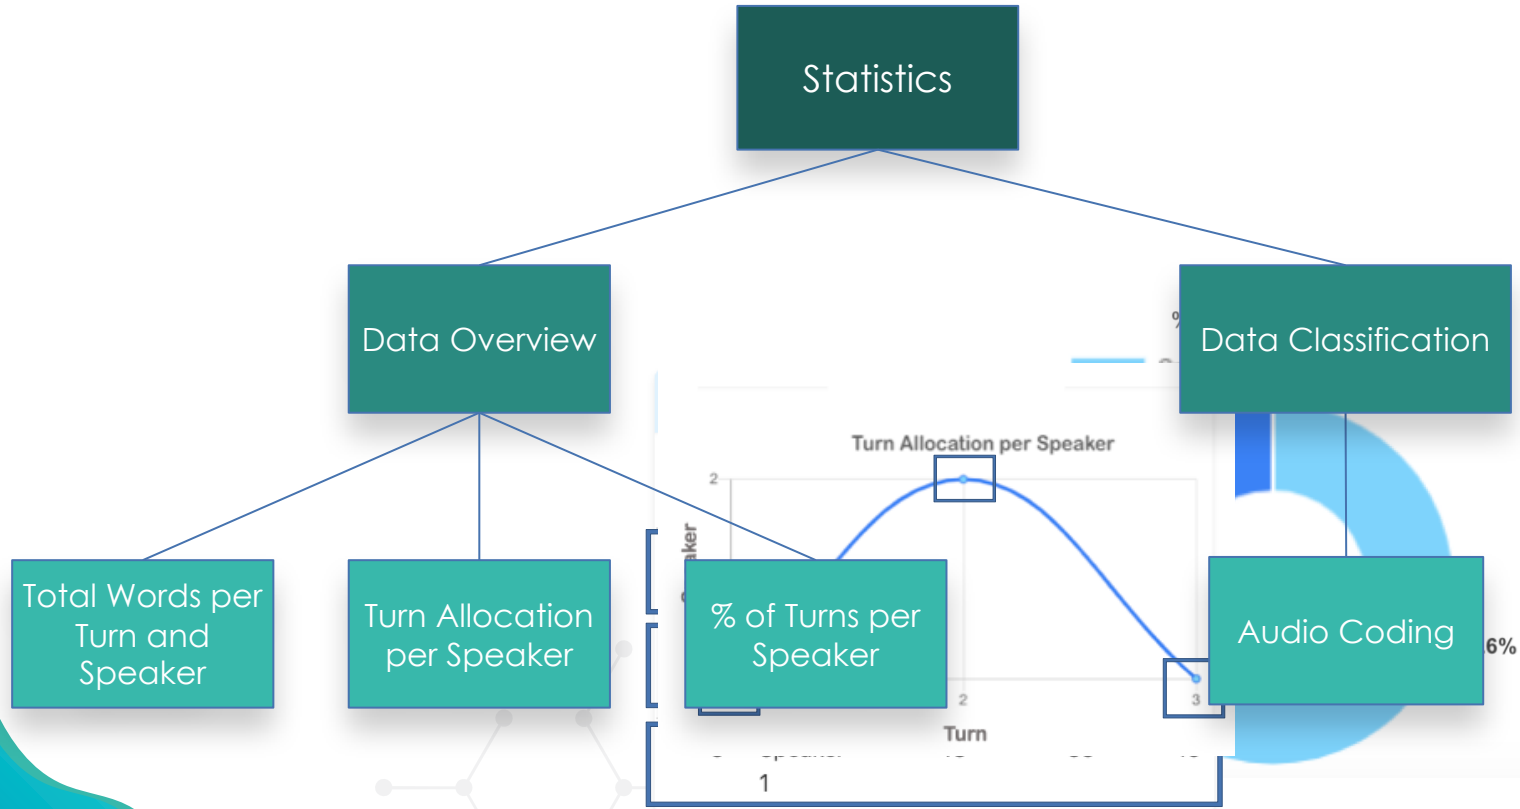 Statistics
Data Overview
Data Classification
%
Turn Allocation per Speaker
2
Total Words per
Turn and
Speaker
Turn Allocation
per Speaker
% of Turns per
Speaker
Audio Coding
6%
2
3
Turn
1